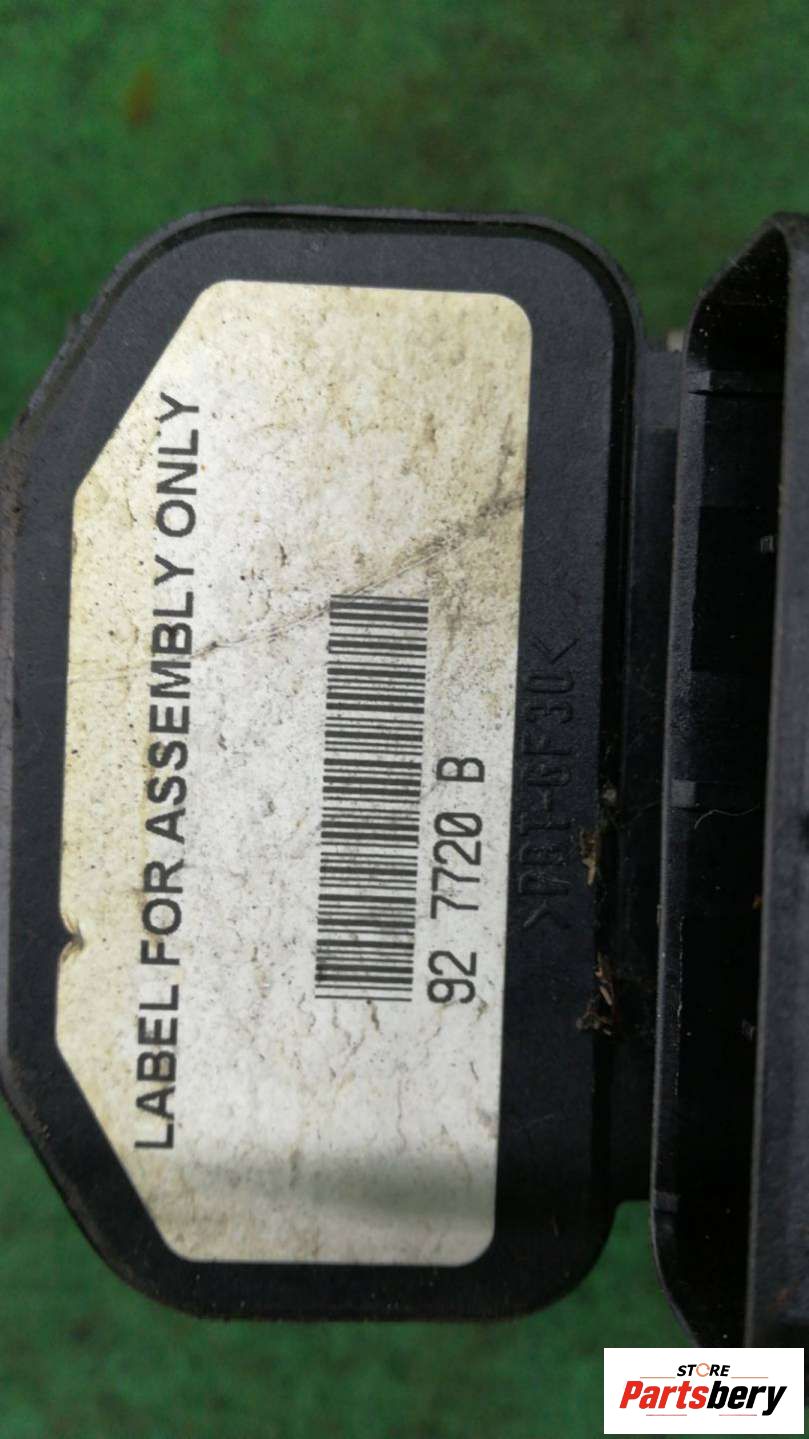 LABEL FOR ASSEMBLY ONLY
92 7720 B
>PBT-GF30<
STORE
Partsbery